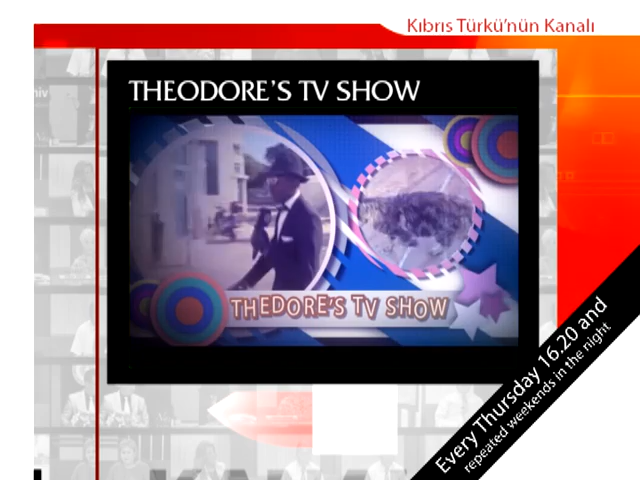 Kıbrıs Türkü'nün Kanalı
THEODORE'S TV SHOW
THEDORE'S TV SHOW
Every Thursday 16,20 and
repeated weekends in the night